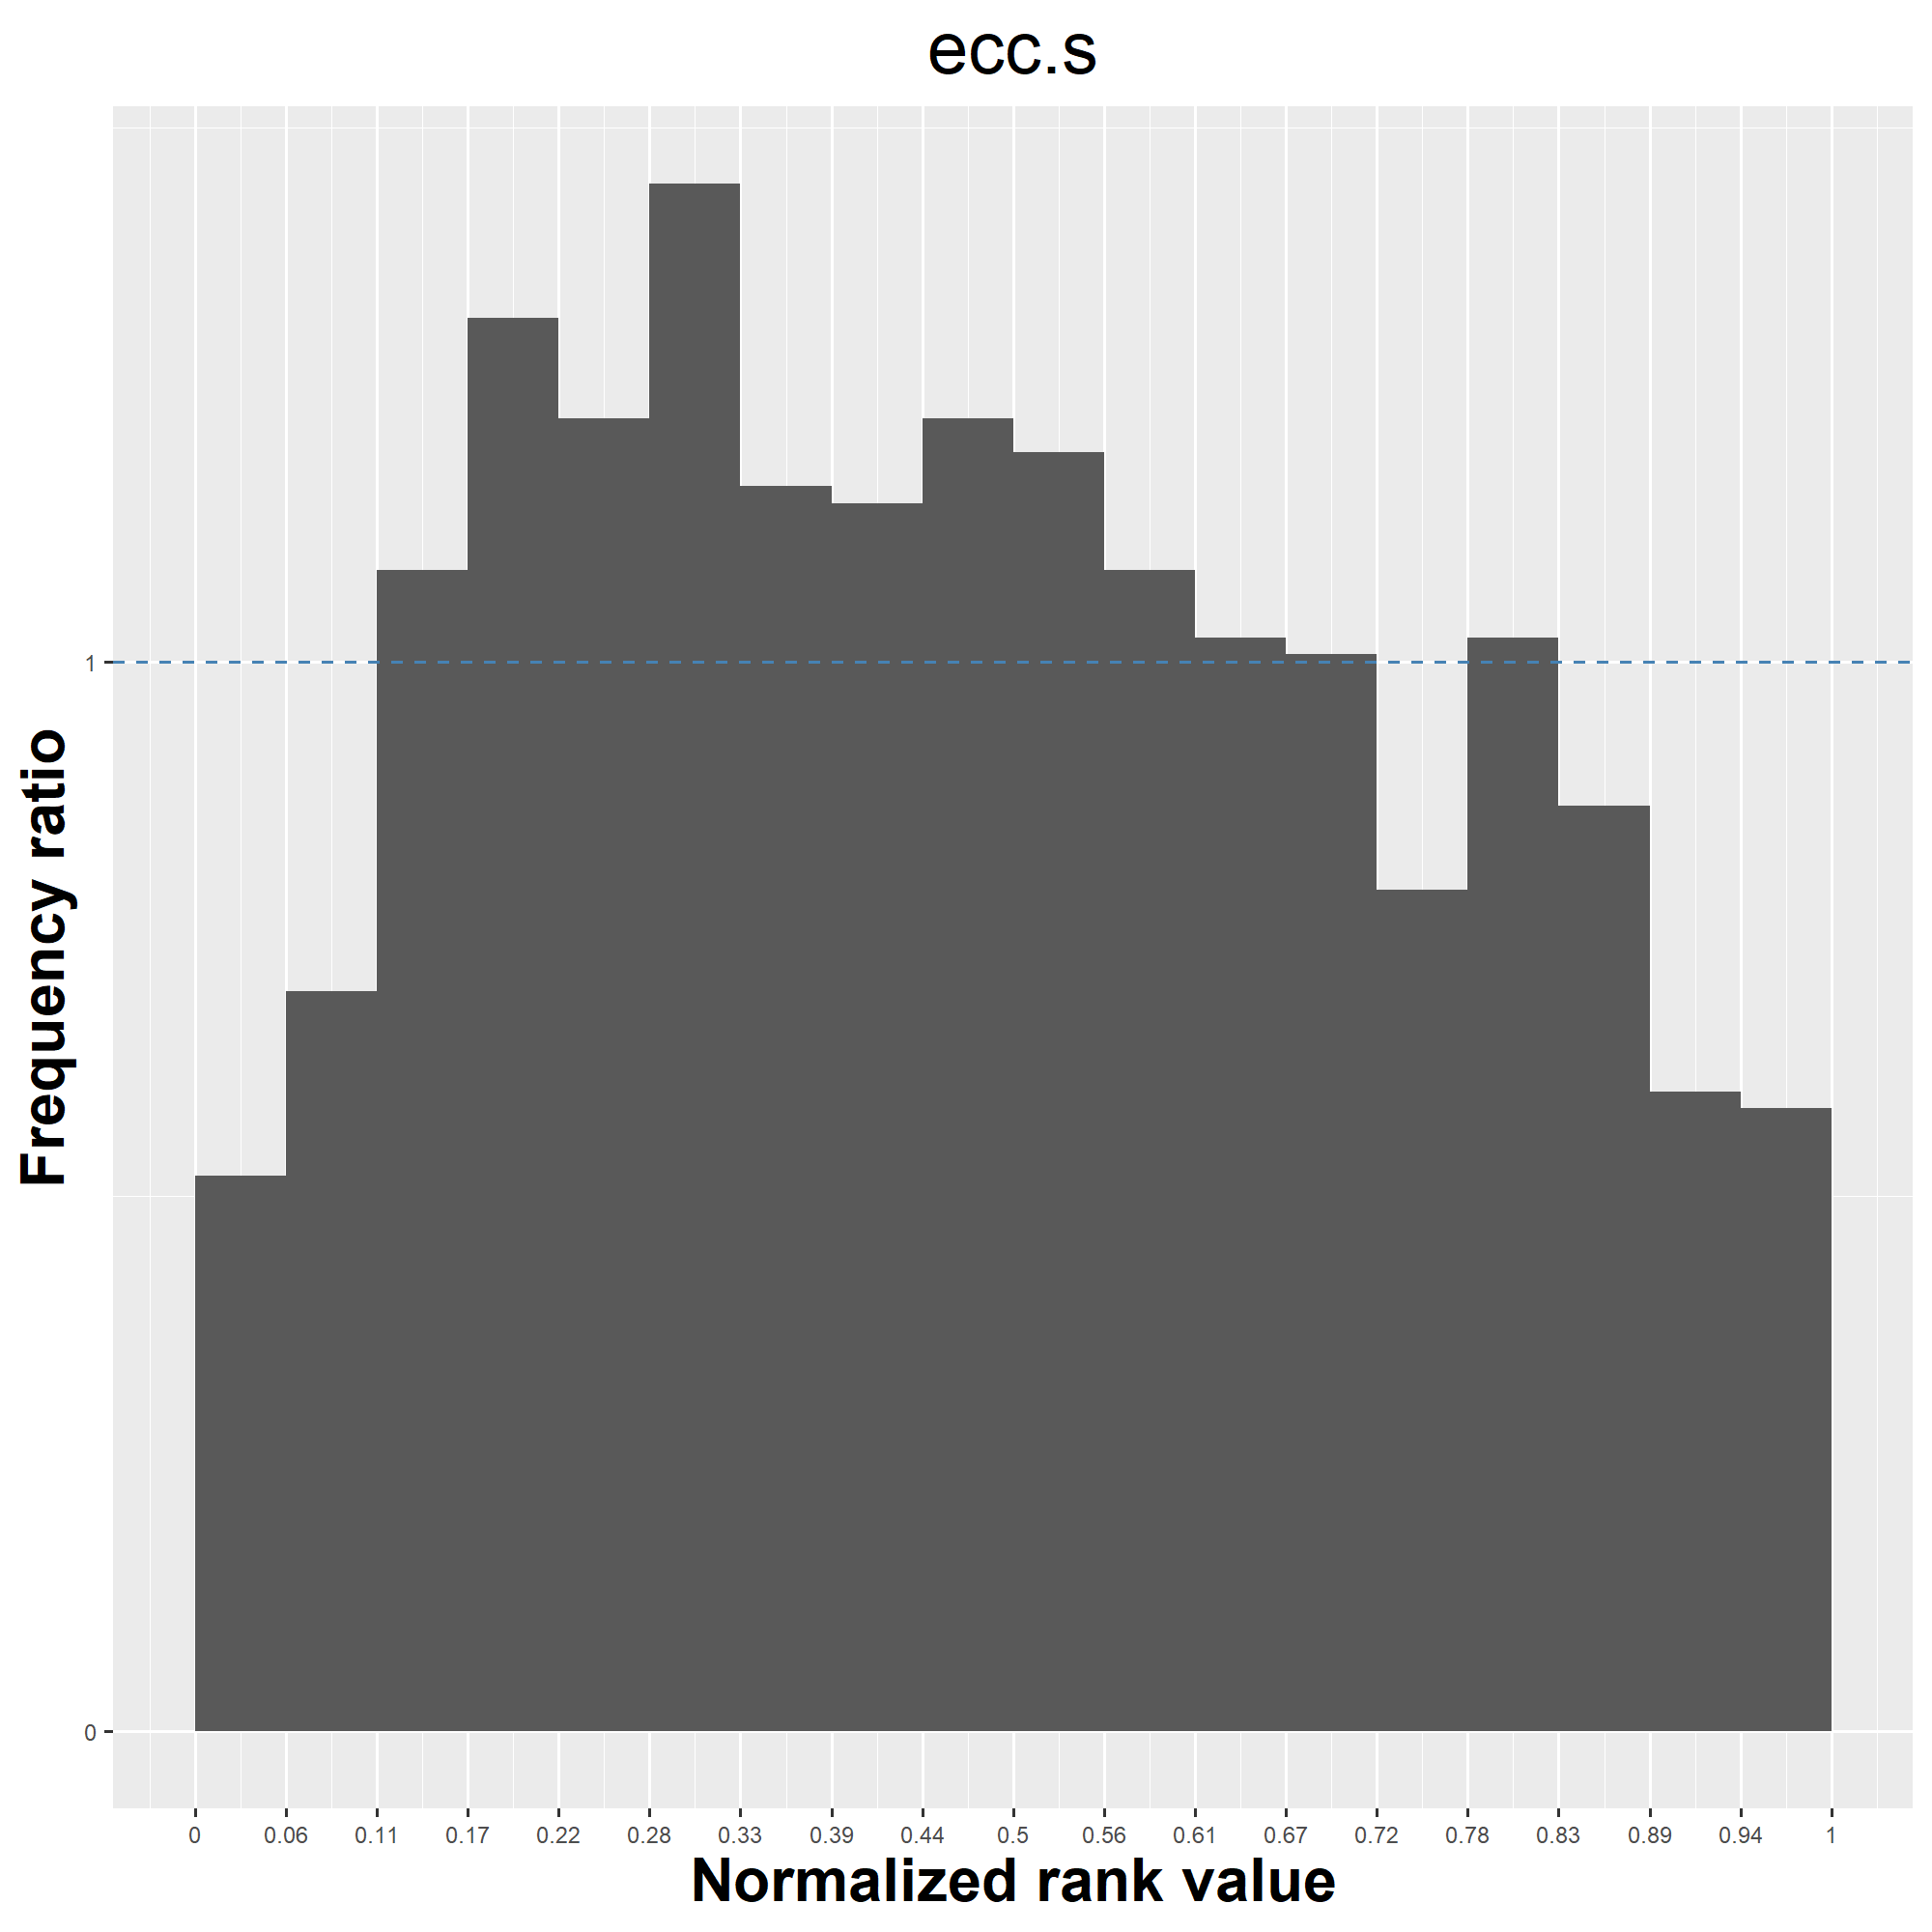 ecc.s
Frequency ratio
1
0
0 0.06 0.11 0.17 0.22 0.28 0.33 0.39 0.44 0.5 0.56 0.61 0.67 0.72 0.78 0.83 0.89 0.94 1
Normalized rank value